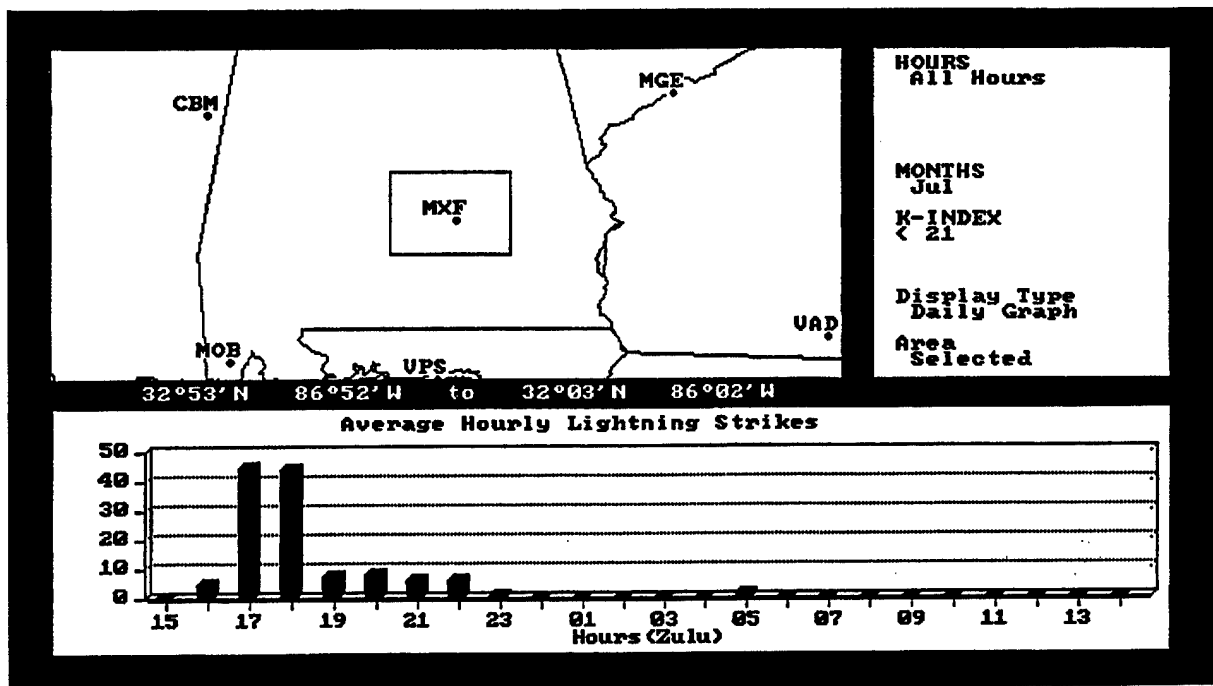 CBM
MGE
MXF
MOB
VPS
VAD
HOURS
All Hours
MONTHS
Jul
K-INDEX
< 21
Display Type
Daily Graph
Area
Selected
32°53'N 86°52'W to 32°03'N 86°02'W
Average Hourly Lightning Strikes
50
40
30
20
10
0
15 17 19 21 23 01 03 05 07 09 11 13
Hours(Zulu)